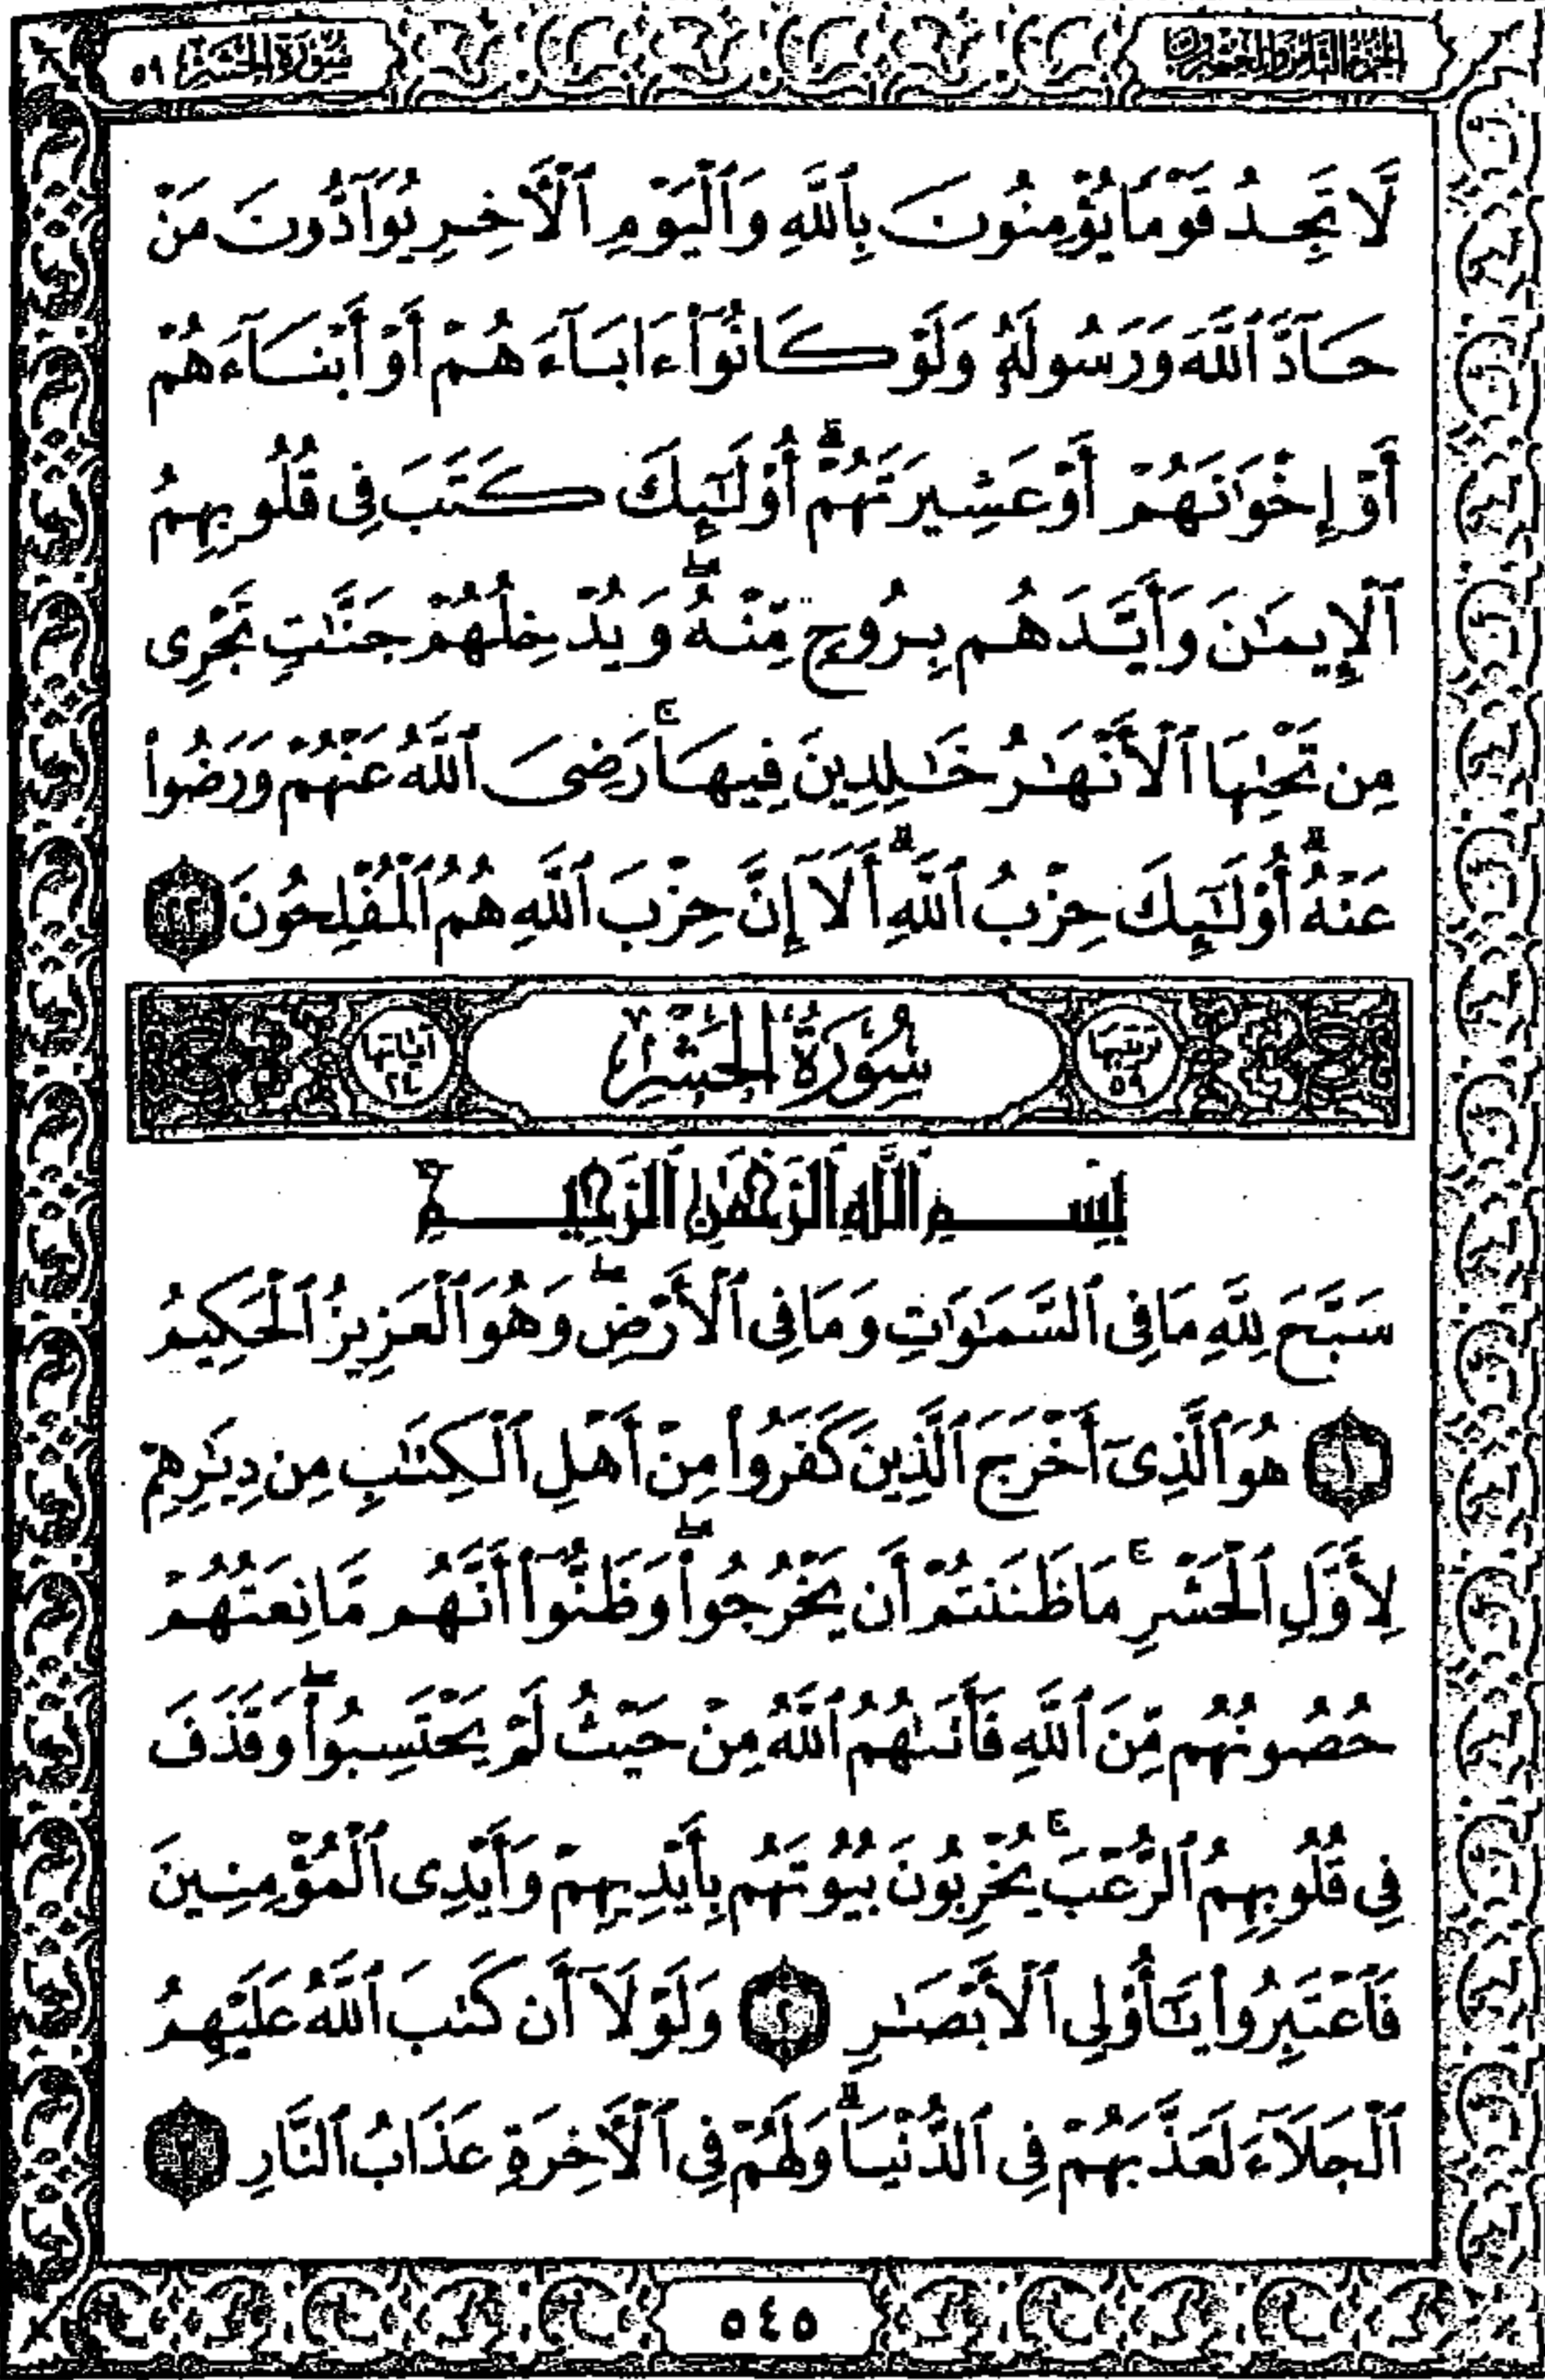 الجزء الثامن والعشرون
سورة الحشر ٥٩
لَّا تَجِدُ قَوْمًا يُؤْمِنُونَ بِٱللَّهِ وَٱلْيَوْمِ ٱلْأَخِرِ يُوَآدُّونَ مَنْ
حَآدَّ ٱللَّهَ وَرَسُولَهُۥ وَلَوْ كَانُوٓا۟ ءَابَآءَهُمْ أَوْ أَبْنَآءَهُمْ
أَوْ إِخْوَٰنَهُمْ أَوْ عَشِيرَتَهُمْ ۚ أُو۟لَـٰٓئِكَ كَتَبَ فِى قُلُوبِهِمُ
ٱلْإِيمَـٰنَ وَأَيَّدَهُم بِرُوحٍ مِّنْهُ ۖ وَيُدْخِلُهُمْ جَنَّـٰتٍ تَجْرِى
مِن تَحْتِهَا ٱلْأَنْهَـٰرُ خَـٰلِدِينَ فِيهَا ۚ رَضِىَ ٱللَّهُ عَنْهُمْ وَرَضُوا۟
عَنْهُ ۚ أُو۟لَـٰٓئِكَ حِزْبُ ٱللَّهِ ۚ أَلَآ إِنَّ حِزْبَ ٱللَّهِ هُمُ ٱلْمُفْلِحُونَ ٢٢
ترتيبها ٥٩ سُورَةُ الحَشْرِ آياتها ٢٤
بِسْمِ ٱللَّهِ ٱلرَّحْمَـٰنِ ٱلرَّحِيمِ
سَبَّحَ لِلَّهِ مَا فِى ٱلسَّمَـٰوَٰتِ وَمَا فِى ٱلْأَرْضِ ۖ وَهُوَ ٱلْعَزِيزُ ٱلْحَكِيمُ
١ هُوَ ٱلَّذِىٓ أَخْرَجَ ٱلَّذِينَ كَفَرُوا۟ مِنْ أَهْلِ ٱلْكِتَـٰبِ مِن دِيَـٰرِهِمْ
لِأَوَّلِ ٱلْحَشْرِ ۚ مَا ظَنَنتُمْ أَن يَخْرُجُوا۟ ۖ وَظَنُّوٓا۟ أَنَّهُم مَّانِعَتُهُمْ
حُصُونُهُم مِّنَ ٱللَّهِ فَأَتَىٰهُمُ ٱللَّهُ مِنْ حَيْثُ لَمْ يَحْتَسِبُوا۟ ۖ وَقَذَفَ
فِى قُلُوبِهِمُ ٱلرُّعْبَ ۚ يُخْرِبُونَ بُيُوتَهُم بِأَيْدِيهِمْ وَأَيْدِى ٱلْمُؤْمِنِينَ
فَٱعْتَبِرُوا۟ يَـٰٓأُو۟لِى ٱلْأَبْصَـٰرِ ٢ وَلَوْلَآ أَن كَتَبَ ٱللَّهُ عَلَيْهِمُ
ٱلْجَلَآءَ لَعَذَّبَهُمْ فِى ٱلدُّنْيَا ۖ وَلَهُمْ فِى ٱلْأَخِرَةِ عَذَابُ ٱلنَّارِ ٣
٥٤٥